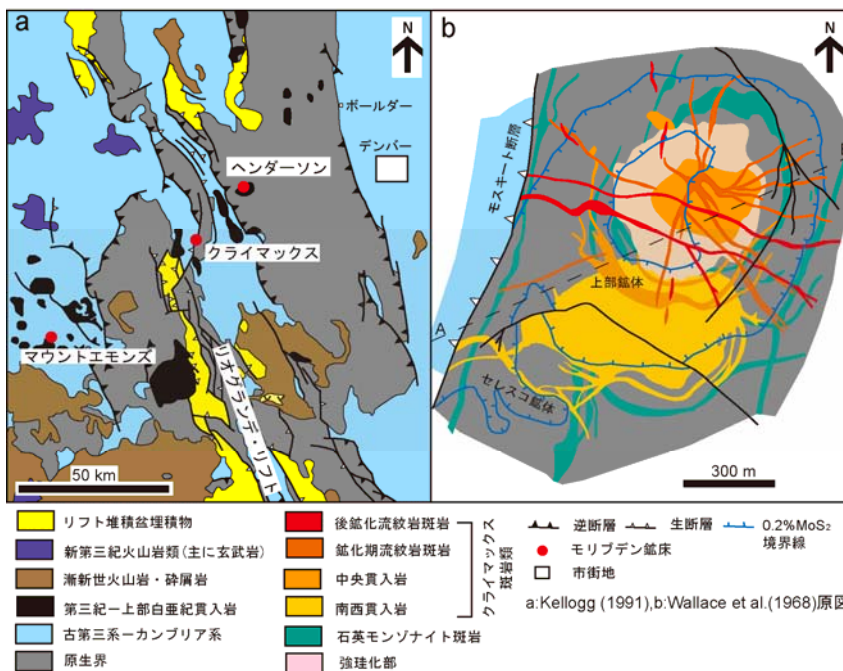 a
N
ボールダー
デンバー
ヘンダーソン
クライマックス
マウントエモンズ
リオグランデ・リフト
50 km
b
N
モスキート断層
上部鉱体
A
セレスコ鉱体
300 m
リフト堆積盆埋積物
新第三紀火山岩類(主に玄武岩)
漸新世火山岩・砕屑岩
第三紀ー上部白亜紀貫入岩
古第三系ーカンブリア系
原生界
後鉱化流紋岩斑岩
鉱化期流紋岩斑岩
中央貫入岩
南西貫入岩
クライマックス斑岩類
石英モンゾナイト斑岩
強珪化部
逆断層
生断層
0.2%MoS₂
境界線
モリブデン鉱床
市街地
a:Kellogg (1991),b:Wallace et al.(1968)原図